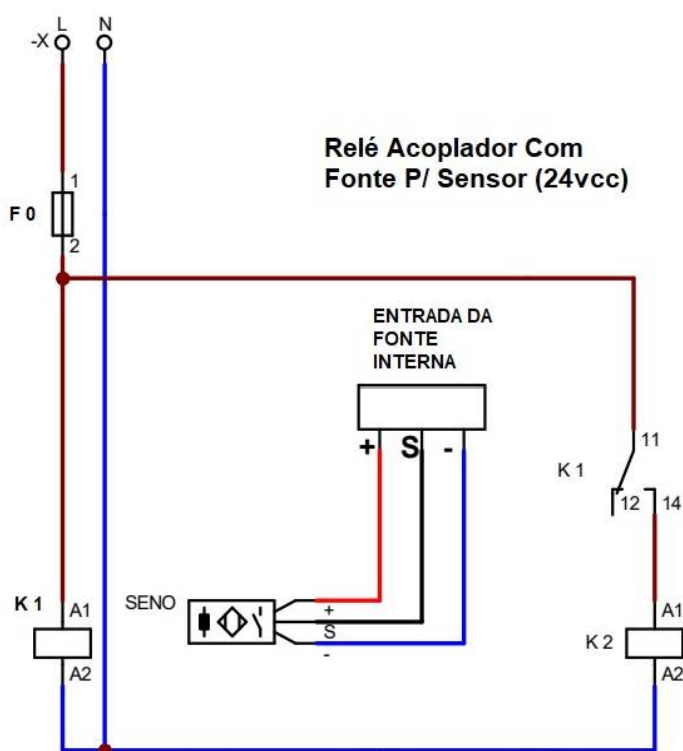 L N
-X
Relé Acoplador Com
Fonte P/ Sensor (24vcc)
1
F 0
2
ENTRADA DA
FONTE
INTERNA
+ S -
11
K 1
12 14
SENO
+
S
-
K 1 A1
A2
A1
K 2
A2